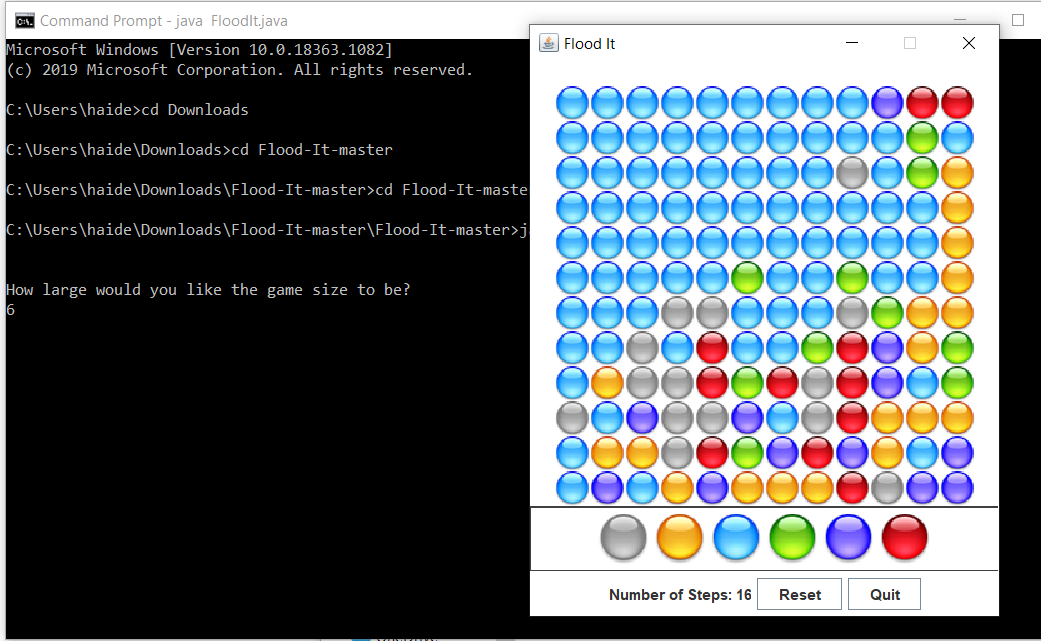 Command Prompt - java  FloodIt.java
Microsoft Windows [Version 10.0.18363.1082]
(c) 2019 Microsoft Corporation. All rights reserved.
C:\Users\haide>cd Downloads
C:\Users\haide\Downloads>cd Flood-It-master
C:\Users\haide\Downloads\Flood-It-master>cd Flood-It-maste
C:\Users\haide\Downloads\Flood-It-master\Flood-It-master>j
How large would you like the game size to be?
6
Flood It
Number of Steps: 16
Reset
Quit